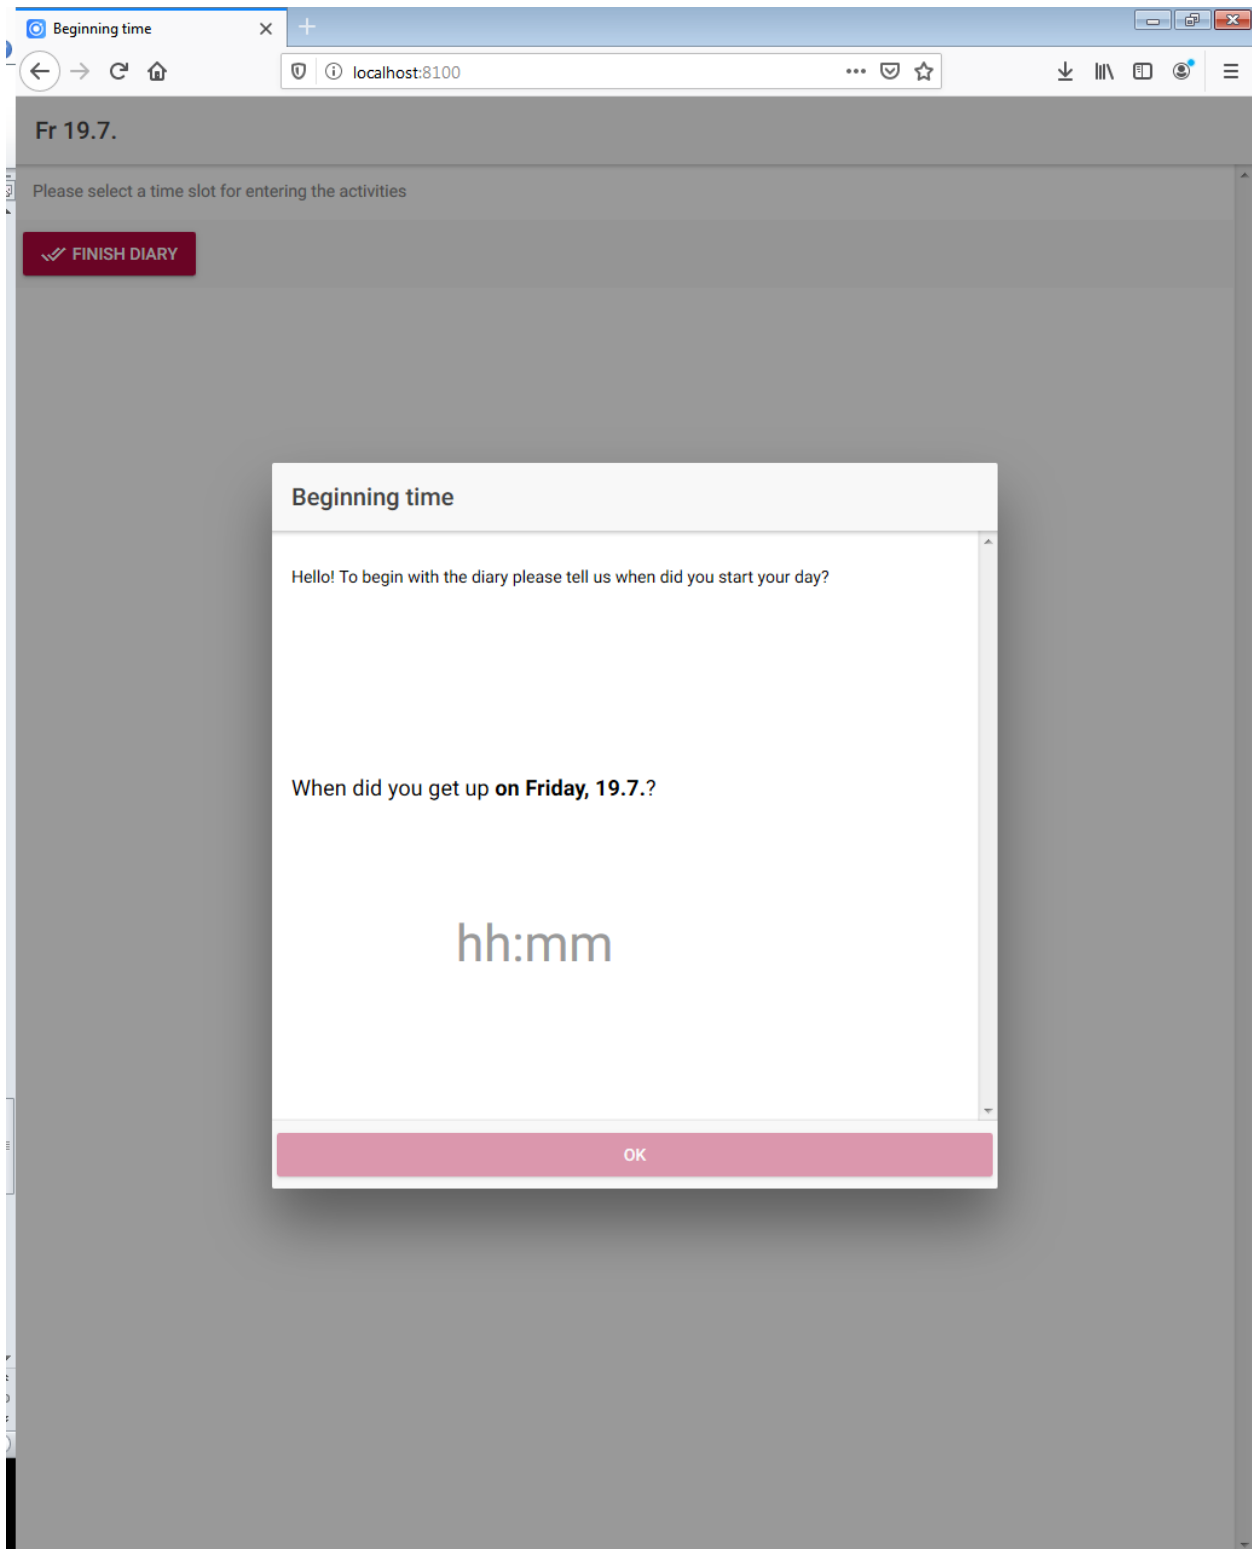 Beginning time
localhost:8100
Fr 19.7.
Please select a time slot for entering the activities
FINISH DIARY
Beginning time
Hello! To begin with the diary please tell us when did you start your day?
When did you get up on Friday, 19.7.?
hh:mm
OK